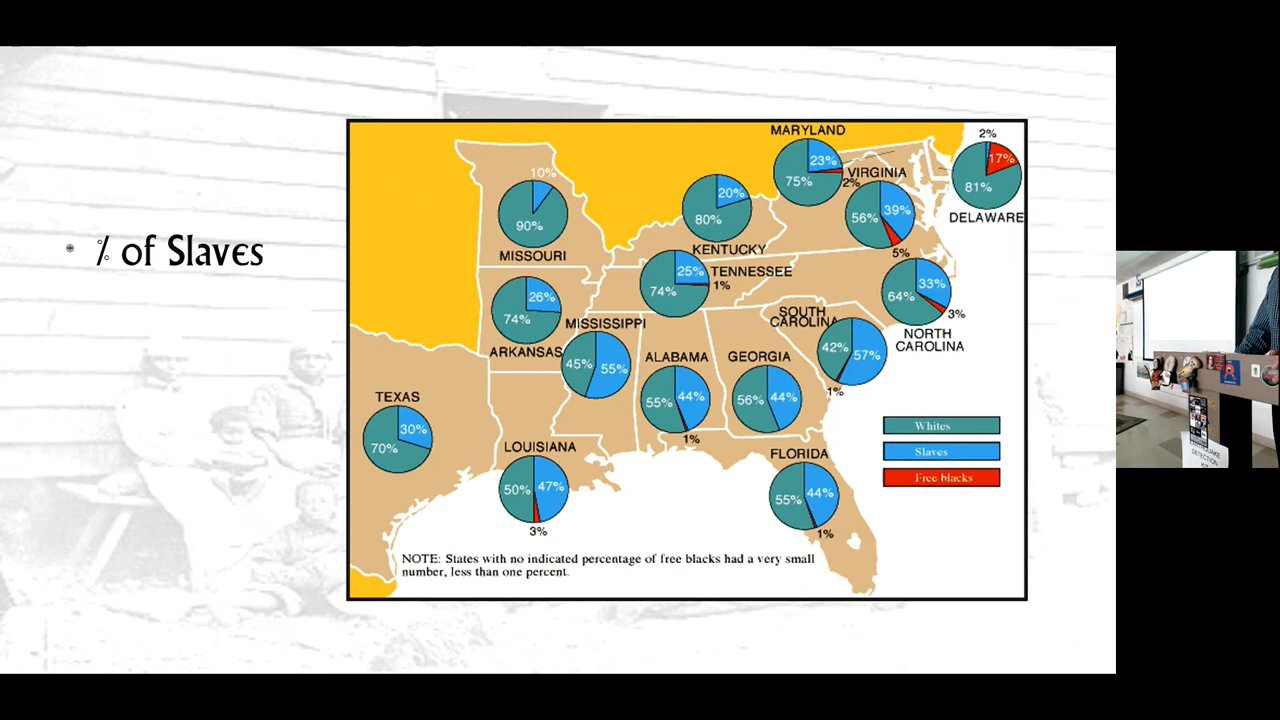 % of Slaves
MARYLAND
23%
75%
2%
2%
17%
81%
DELAWARE
VIRGINIA
39%
56%
5%
10%
90%
MISSOURI
20%
80%
KENTUCKY
25%
74%
1%
TENNESSEE
33%
64%
3%
NORTH
CAROLINA
26%
74%
ARKANSAS
MISSISSIPPI
45%
55%
SOUTH
CAROLINA
42%
57%
1%
ALABAMA
44%
55%
1%
GEORGIA
56%
44%
TEXAS
30%
70%
LOUISIANA
50%
47%
3%
FLORIDA
44%
55%
1%
Whites
Slaves
Free blacks
NOTE: States with no indicated percentage of free blacks had a very small
number, less than one percent.
DETECTION
KIT